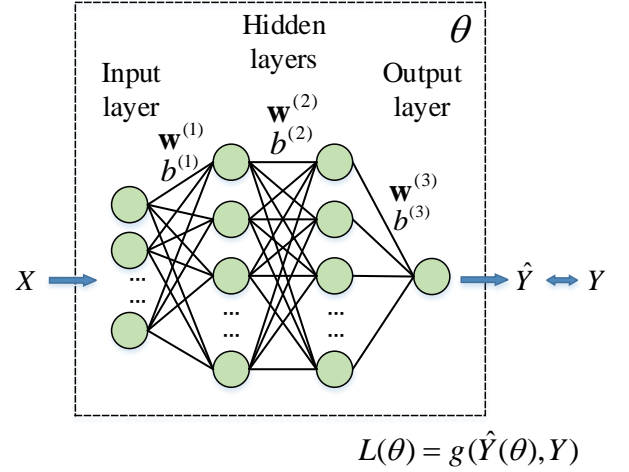 Hidden
layers
θ
Input
layer
Output
layer
w^(1)
b^(1)
w^(2)
b^(2)
w^(3)
b^(3)
X
...
...
...
...
...
...
Ŷ
Y
L(θ) = g(Ŷ(θ), Y)